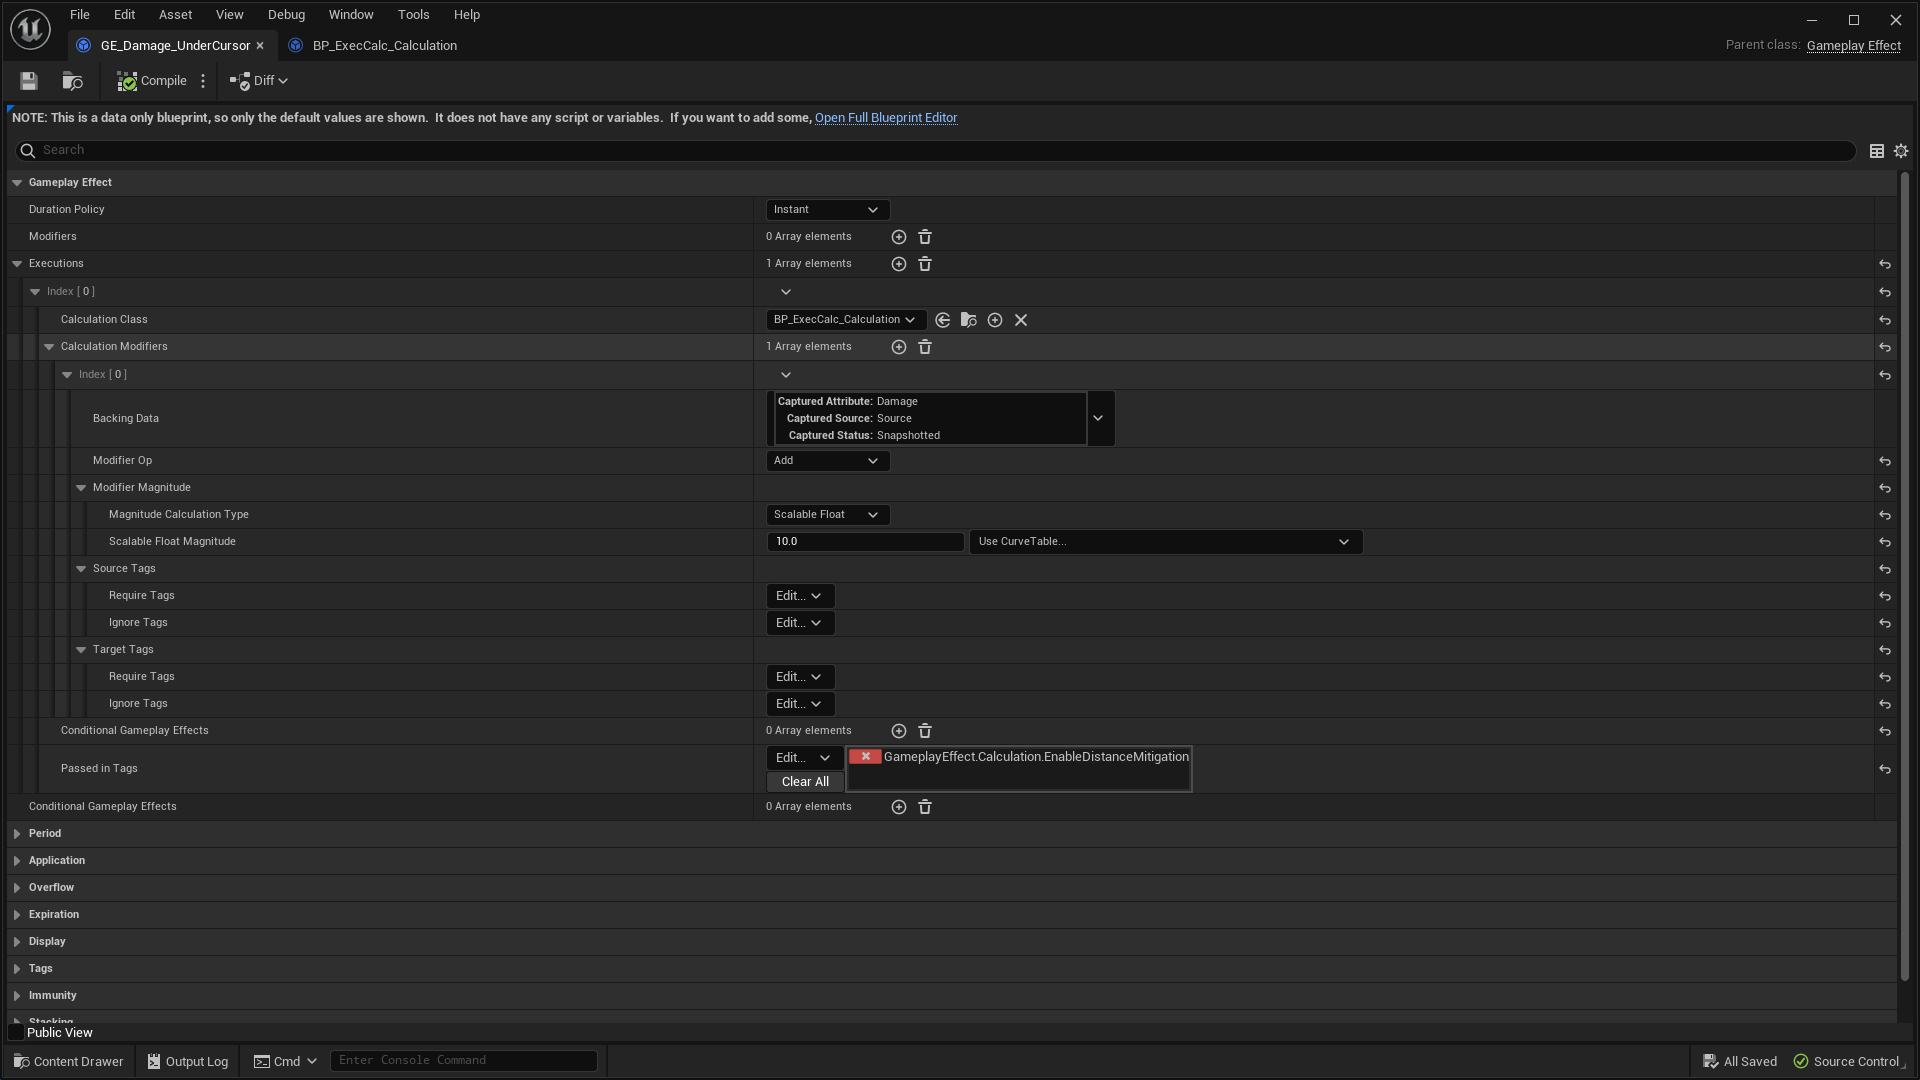 File Edit Asset View Debug Window Tools Help
GE_Damage_UnderCursor BP_ExecCalc_Calculation Parent class: Gameplay Effect
Compile Diff
NOTE: This is a data only blueprint, so only the default values are shown. It does not have any script or variables. If you want to add some, Open Full Blueprint Editor
Search
Gameplay Effect
Duration Policy Instant
Modifiers 0 Array elements
Executions 1 Array elements
Index [ 0 ]
Calculation Class BP_ExecCalc_Calculation
Calculation Modifiers 1 Array elements
Index [ 0 ]
Backing Data
Captured Attribute: Damage
Captured Source: Source
Captured Status: Snapshotted
Modifier Op Add
Modifier Magnitude
Magnitude Calculation Type Scalable Float
Scalable Float Magnitude 10.0 Use CurveTable...
Source Tags
Require Tags Edit...
Ignore Tags Edit...
Target Tags
Require Tags Edit...
Ignore Tags Edit...
Conditional Gameplay Effects 0 Array elements
Passed in Tags Edit... GameplayEffect.Calculation.EnableDistanceMitigation
Clear All
Conditional Gameplay Effects 0 Array elements
Period
Application
Overflow
Expiration
Display
Tags
Immunity
Stacking
Public View
Content Drawer Output Log Cmd Enter Console Command All Saved Source Control